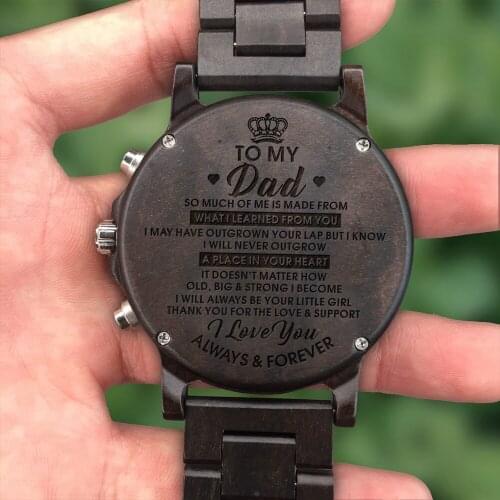 TO MY
Dad
SO MUCH OF ME IS MADE FROM
WHAT I LEARNED FROM YOU
I MAY HAVE OUTGROWN YOUR LAP BUT I KNOW
I WILL NEVER OUTGROW
A PLACE IN YOUR HEART
IT DOESN'T MATTER HOW
OLD, BIG & STRONG I BECOME
I WILL ALWAYS BE YOUR LITTLE GIRL
THANK YOU FOR THE LOVE & SUPPORT
I Love You
ALWAYS & FOREVER